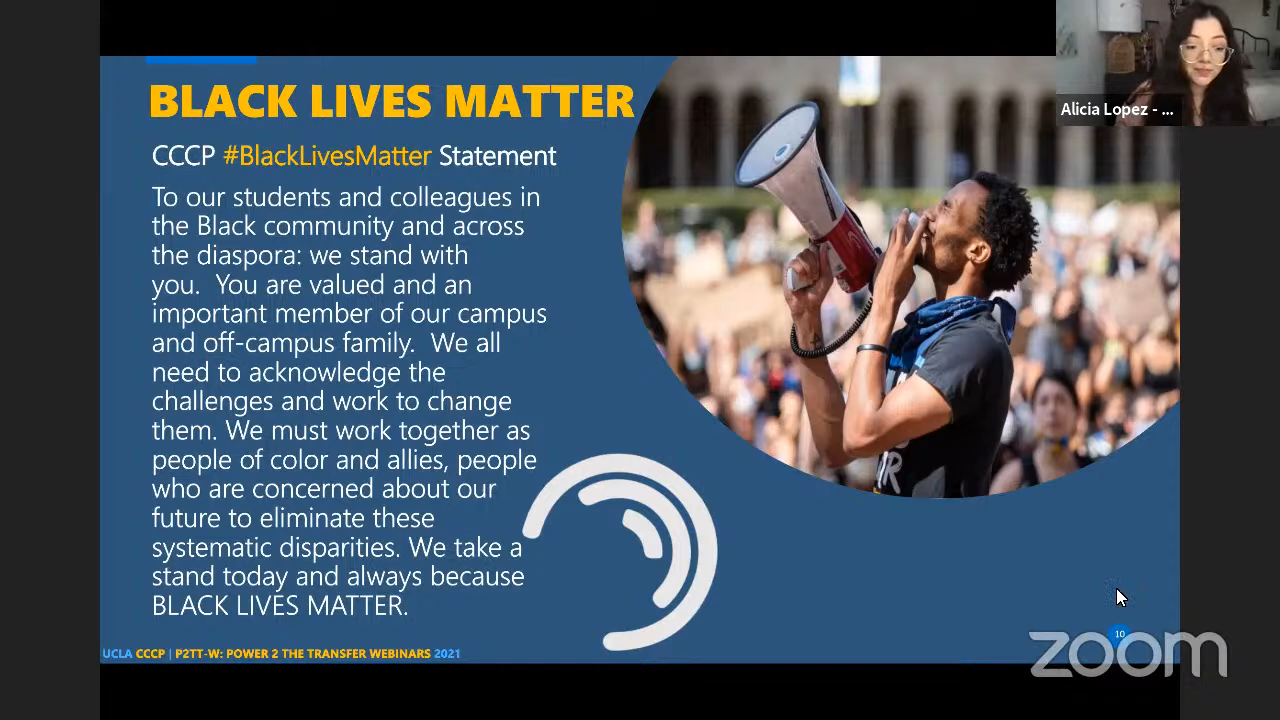 BLACK LIVES MATTER
CCCP #BlackLivesMatter Statement
To our students and colleagues in
the Black community and across
the diaspora: we stand with
you.  You are valued and an
important member of our campus
and off-campus family.  We all
need to acknowledge the
challenges and work to change
them. We must work together as
people of color and allies, people
who are concerned about our
future to eliminate these
systematic disparities. We take a
stand today and always because
BLACK LIVES MATTER.
UCLA CCCP | P2TT-W: POWER 2 THE TRANSFER WEBINARS 2021
Alicia Lopez - ...
10
zoom